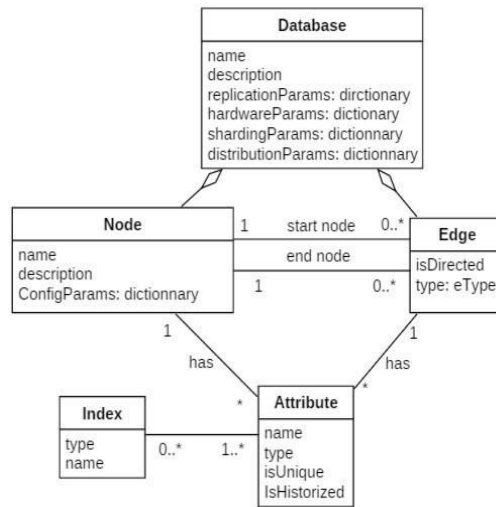 Database
name
description
replicationParams: dirctionary
hardwareParams: dictionary
shardingParams: dictionnary
distributionParams: dictionnary
Node
name
description
ConfigParams: dictionnary
1 start node 0..*
end node
1 0..*
Edge
isDirected
type: eType
1 1
has has
* *
Index
type
name
0..* 1..*
Attribute
name
type
isUnique
IsHistorized